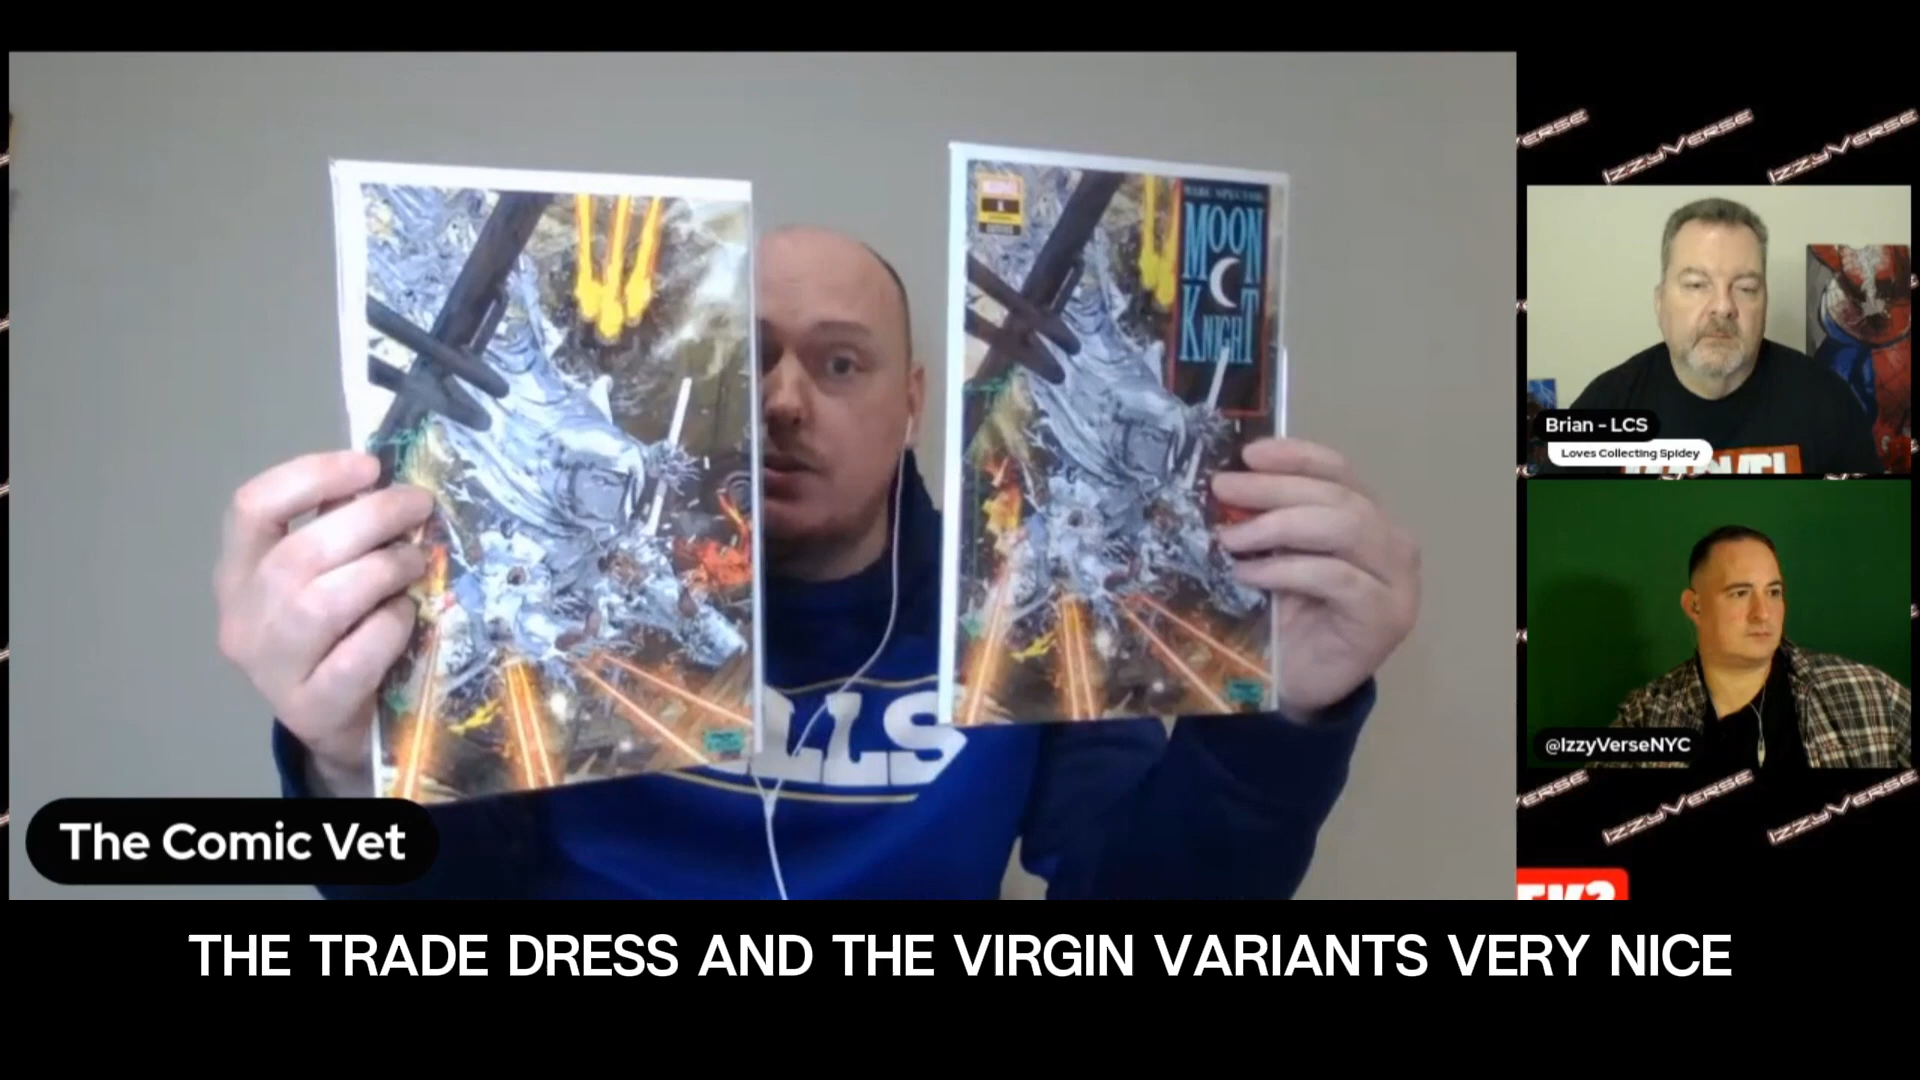 MARC SPECTOR
MOON
KNIGHT
1
LLS
The Comic Vet
IZZYVERSE
IZZYVERSE
Brian - LCS
Loves Collecting Spidey
MARVEL
@IzzyVerseNYC
IZZYVERSE
IZZYVERSE
THE TRADE DRESS AND THE VIRGIN VARIANTS VERY NICE